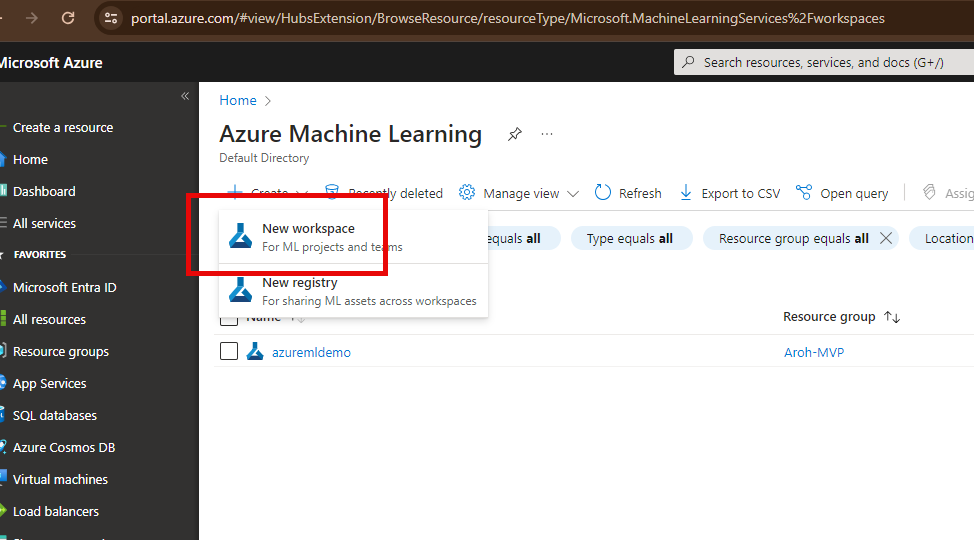 portal.azure.com/#view/HubsExtension/BrowseResource/resourceType/Microsoft.MachineLearningServices%2Fworkspaces
Microsoft Azure
Search resources, services, and docs (G+/)
Create a resource
Home
Dashboard
All services
FAVORITES
Microsoft Entra ID
All resources
Resource groups
App Services
SQL databases
Azure Cosmos DB
Virtual machines
Load balancers
Home >
Azure Machine Learning
Default Directory
Create
Recently deleted
Manage view
Refresh
Export to CSV
Open query
New workspace
For ML projects and teams
New registry
For sharing ML assets across workspaces
equals all
Type equals all
Resource group equals all
Location
Name
Resource group
azuremldemo
Aroh-MVP